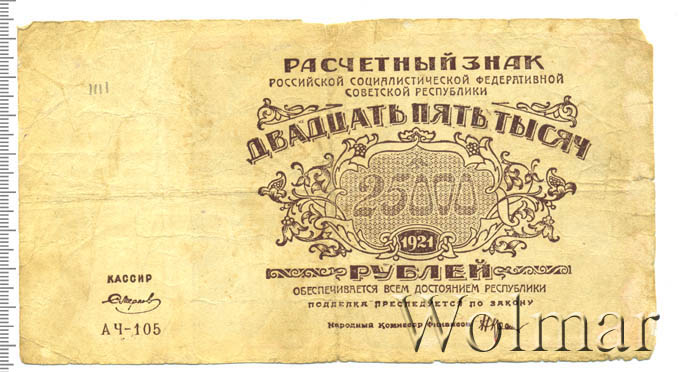 РАСЧЕТНЫЙ ЗНАК
РОССИЙСКОЙ СОЦИАЛИСТИЧЕСКОЙ ФЕДЕРАТИВНОЙ
СОВЕТСКОЙ РЕСПУБЛИКИ
ДВАДЦАТЬ ПЯТЬ ТЫСЯЧ
25000
1921
РУБЛЕЙ
ОБЕСПЕЧИВАЕТСЯ ВСЕМ ДОСТОЯНИЕМ РЕСПУБЛИКИ
ПОДДЕЛКА ПРЕСЛЕДУЕТСЯ ПО ЗАКОНУ
Народный Комиссар Финансов
КАССИР
АЧ-105
Wolmar